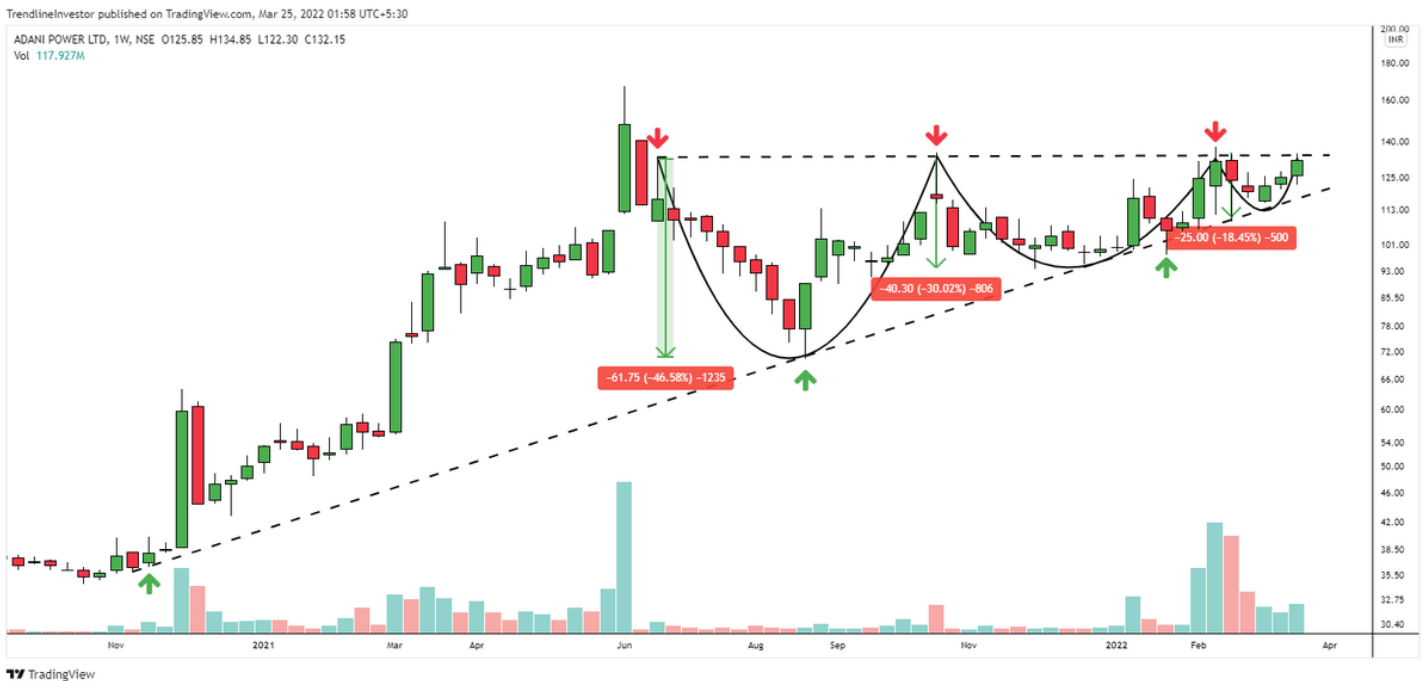 TrendlineInvestor published on TradingView.com, Mar 25, 2022 01:58 UTC+5:30
ADANI POWER LTD, 1W, NSE O125.85 H134.85 L122.30 C132.15
Vol 117.927M
200.00
INR
180.00
160.00
140.00
125.00
113.00
101.00
93.00
85.50
78.00
72.00
66.00
60.00
54.00
50.00
46.00
42.00
38.50
35.50
32.75
30.40
−25.00 (−18.45%) −500
−40.30 (−30.02%) −806
−61.75 (−46.58%) −1235
Nov 2021 Mar Apr Jun Aug Sep Nov 2022 Feb Apr
TradingView